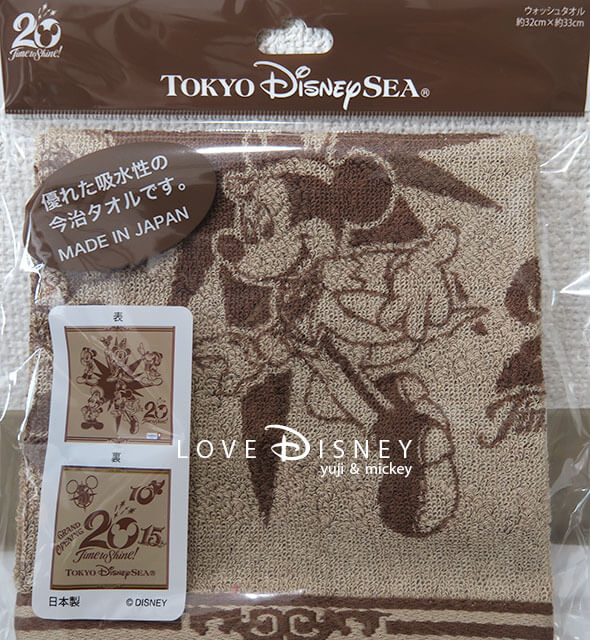 20
Time to Shine!
ウォッシュタオル
約32cm×約33cm
TOKYO DISNEYSEA®
優れた吸水性の
今治タオルです。
MADE IN JAPAN
表
20
LOVE DISNEY
yuji & mickey
裏
10
GRAND
OPENING
20
15
Time to Shine!
TOKYO DISNEYSEA®
日本製
© DISNEY